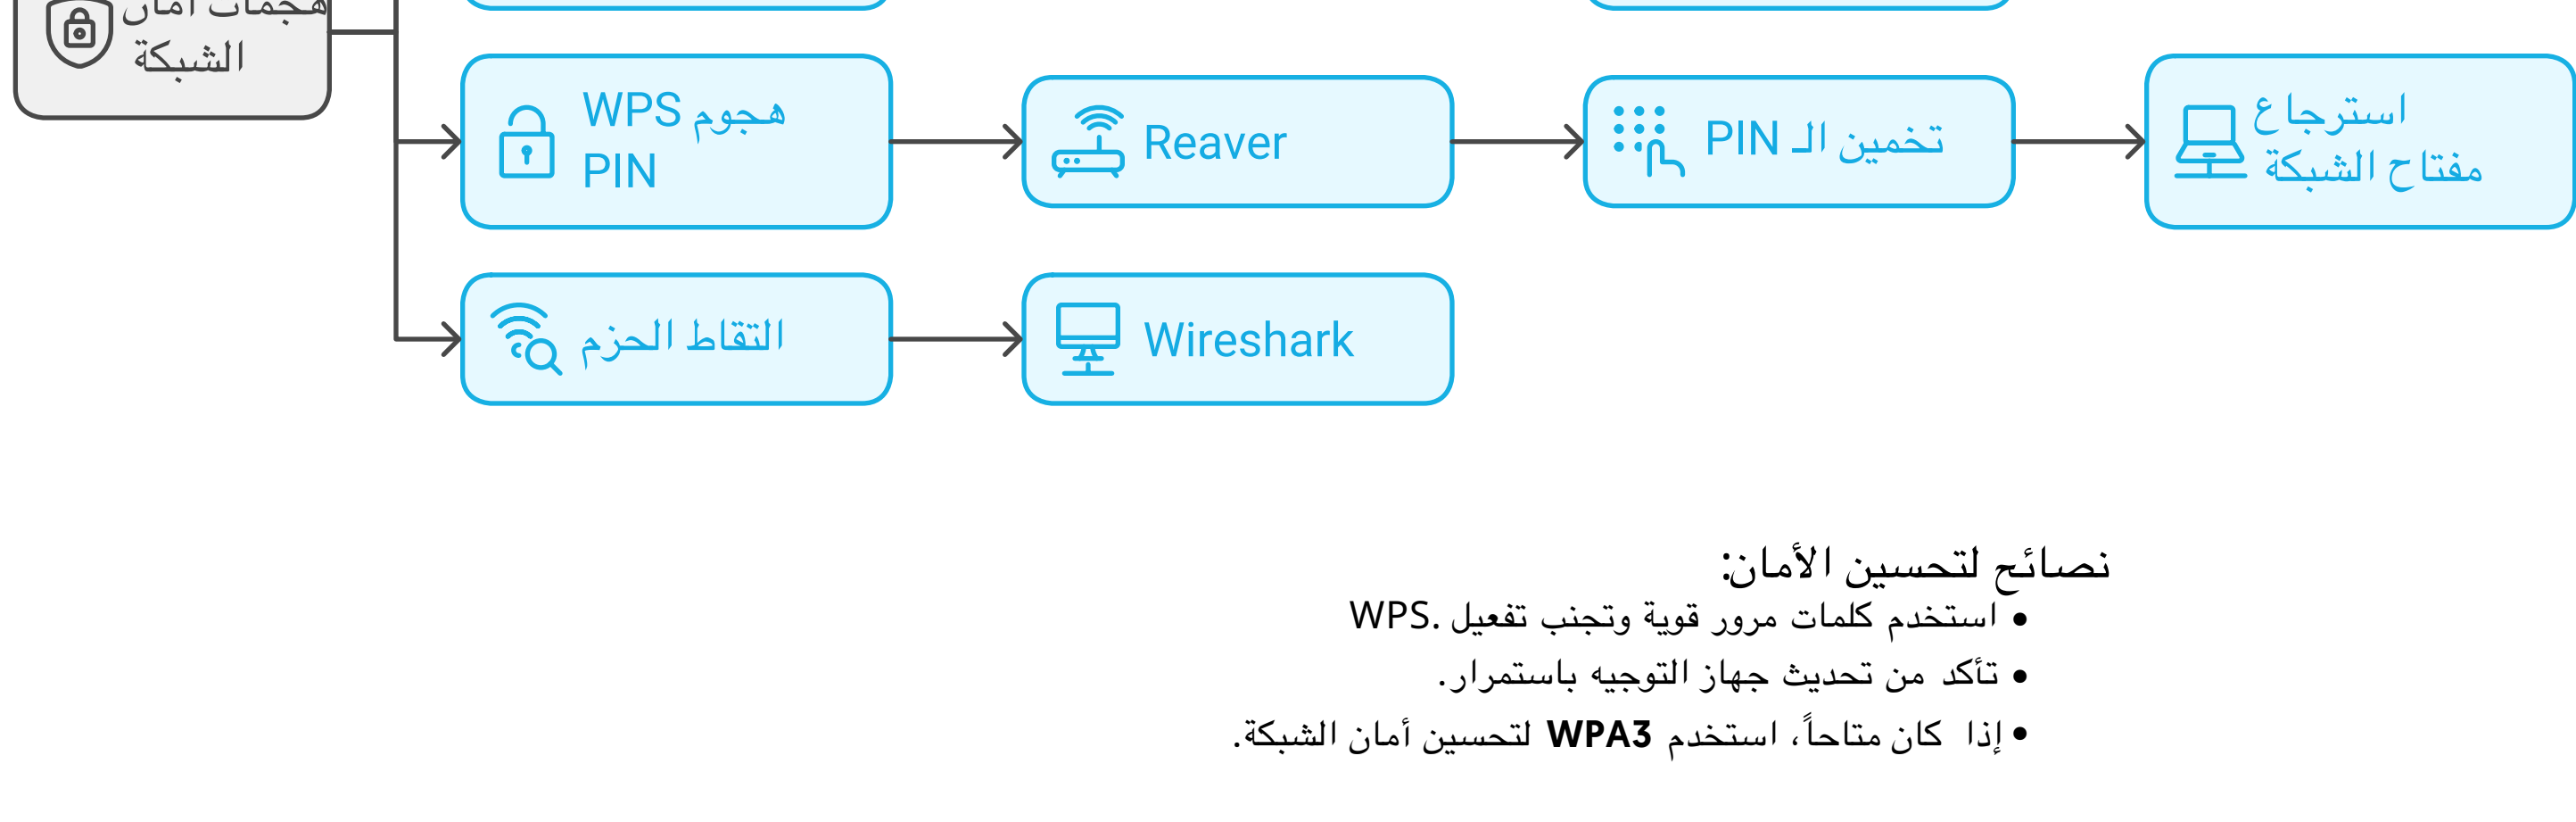 هجمات أمان
الشبكة
هجوم WPS
PIN
Reaver
تخمين الـ PIN
استرجاع
مفتاح الشبكة
التقاط الحزم
Wireshark
نصائح لتحسين الأمان:
• استخدم كلمات مرور قوية وتجنب تفعيل .WPS
• تأكد من تحديث جهاز التوجيه باستمرار.
• إذا كان متاحاً، استخدم WPA3 لتحسين أمان الشبكة.